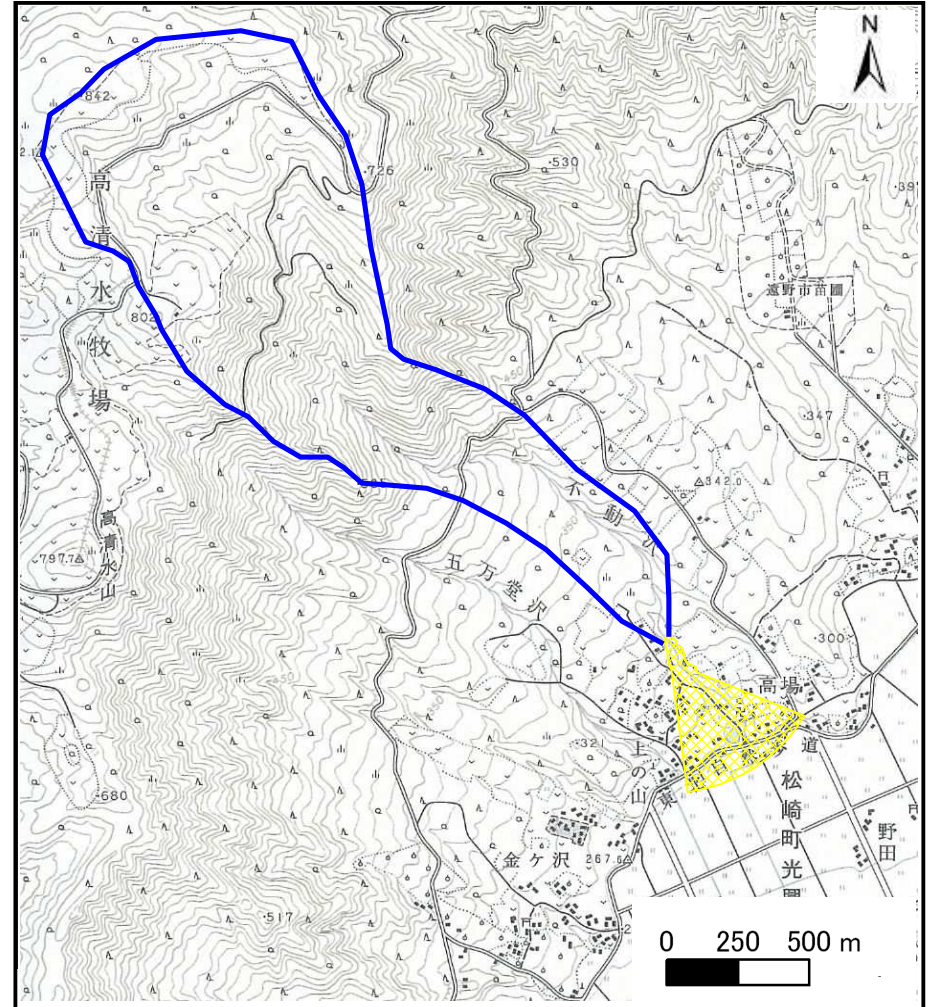 N
842
726
530
高清水牧場
802
遠野市苗圃
347
342.0
不動沢
五万堂沢
797.7
高清水山
300
高場
321
上の山
道
東
松崎町光興
野田
680
金ケ沢
267.6
517
0 250 500 m